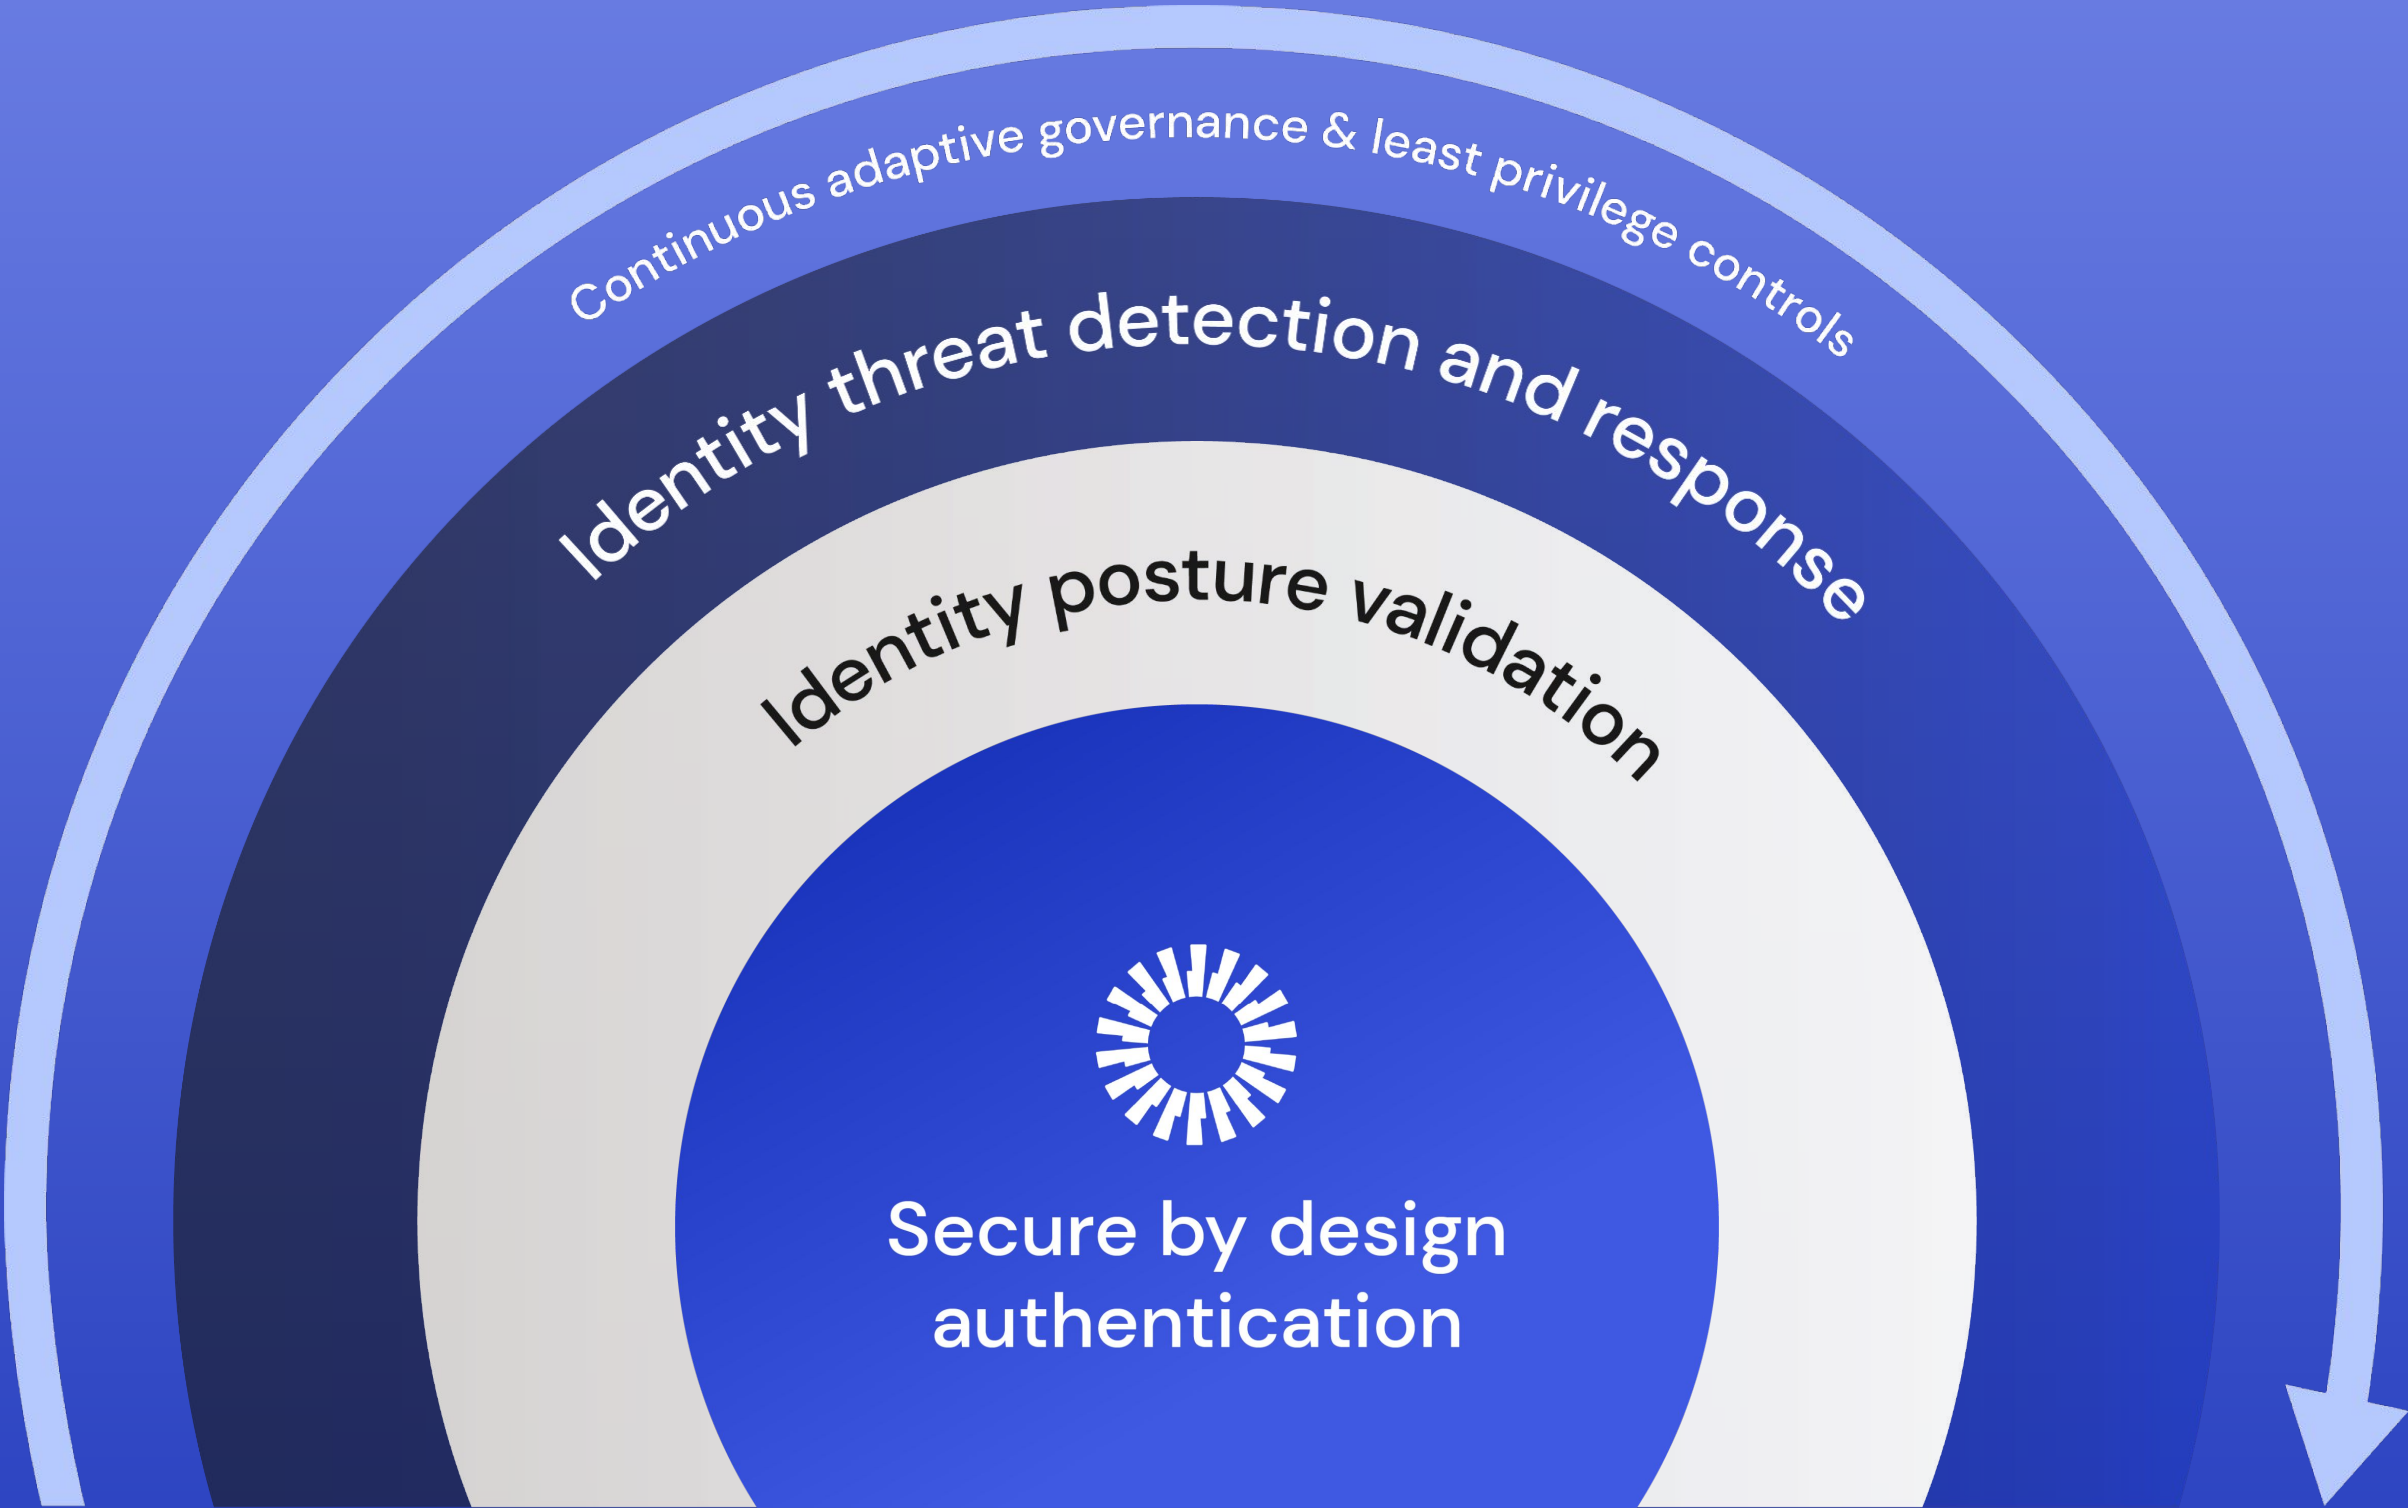 Continuous adaptive governance & least privilege controls
Identity threat detection and response
Identity posture validation
Secure by design
authentication